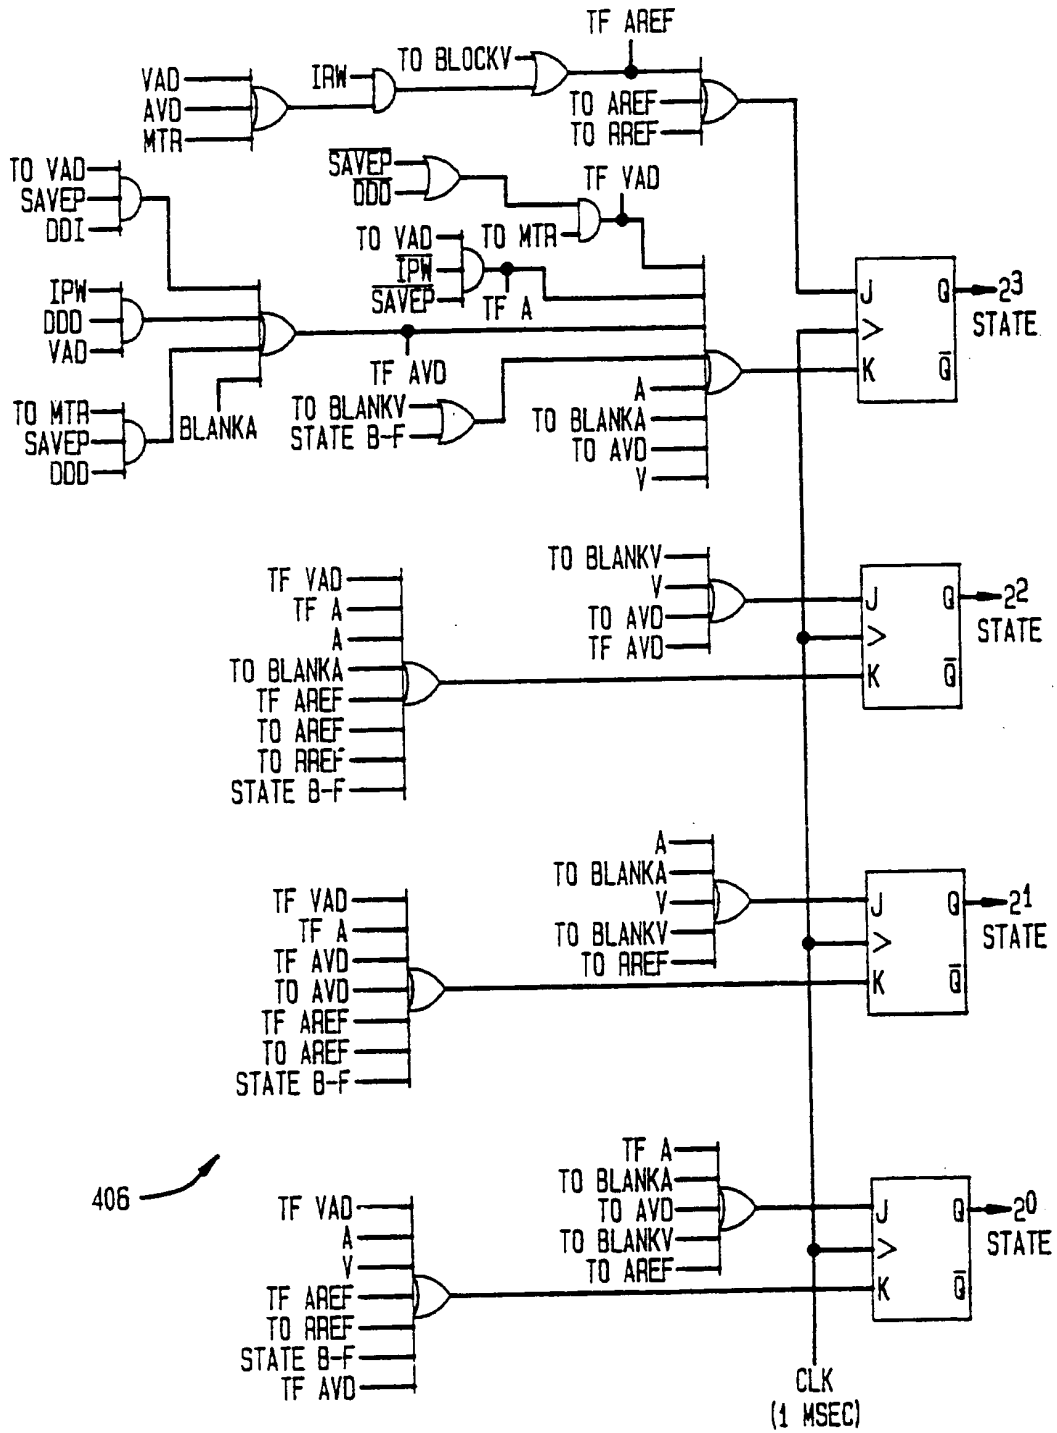 TF AREF
TO BLOCKV
VAD
IRW
AVD
TO AREF
MTR
TO RREF
TO VAD
SAVEP
SAVEP
DDD
TF VAD
DDI
TO VAD
TO MTR
IPW
IPW
SAVEP
TF A
DDD
VAD
J Q 2³
STATE
>
K Q
TF AVD
A
TO BLANKV
TO MTR
BLANKA
STATE B-F
TO BLANKA
SAVEP
TO AVD
DDD
V
TO BLANKV
V
TO AVD
TF AVD
J Q 2²
STATE
>
K Q
TF VAD
TF A
A
TO BLANKA
TF AREF
TO AREF
TO RREF
STATE B-F
A
TO BLANKA
V
TO BLANKV
TO RREF
J Q 2¹
STATE
>
K Q
TF VAD
TF A
TF AVD
TO AVD
TF AREF
TO AREF
STATE B-F
TF A
TO BLANKA
TO AVD
TO BLANKV
TO AREF
J Q 2⁰
STATE
>
K Q
406
TF VAD
A
V
TF AREF
TO RREF
STATE B-F
TF AVD
CLK
(1 MSEC)